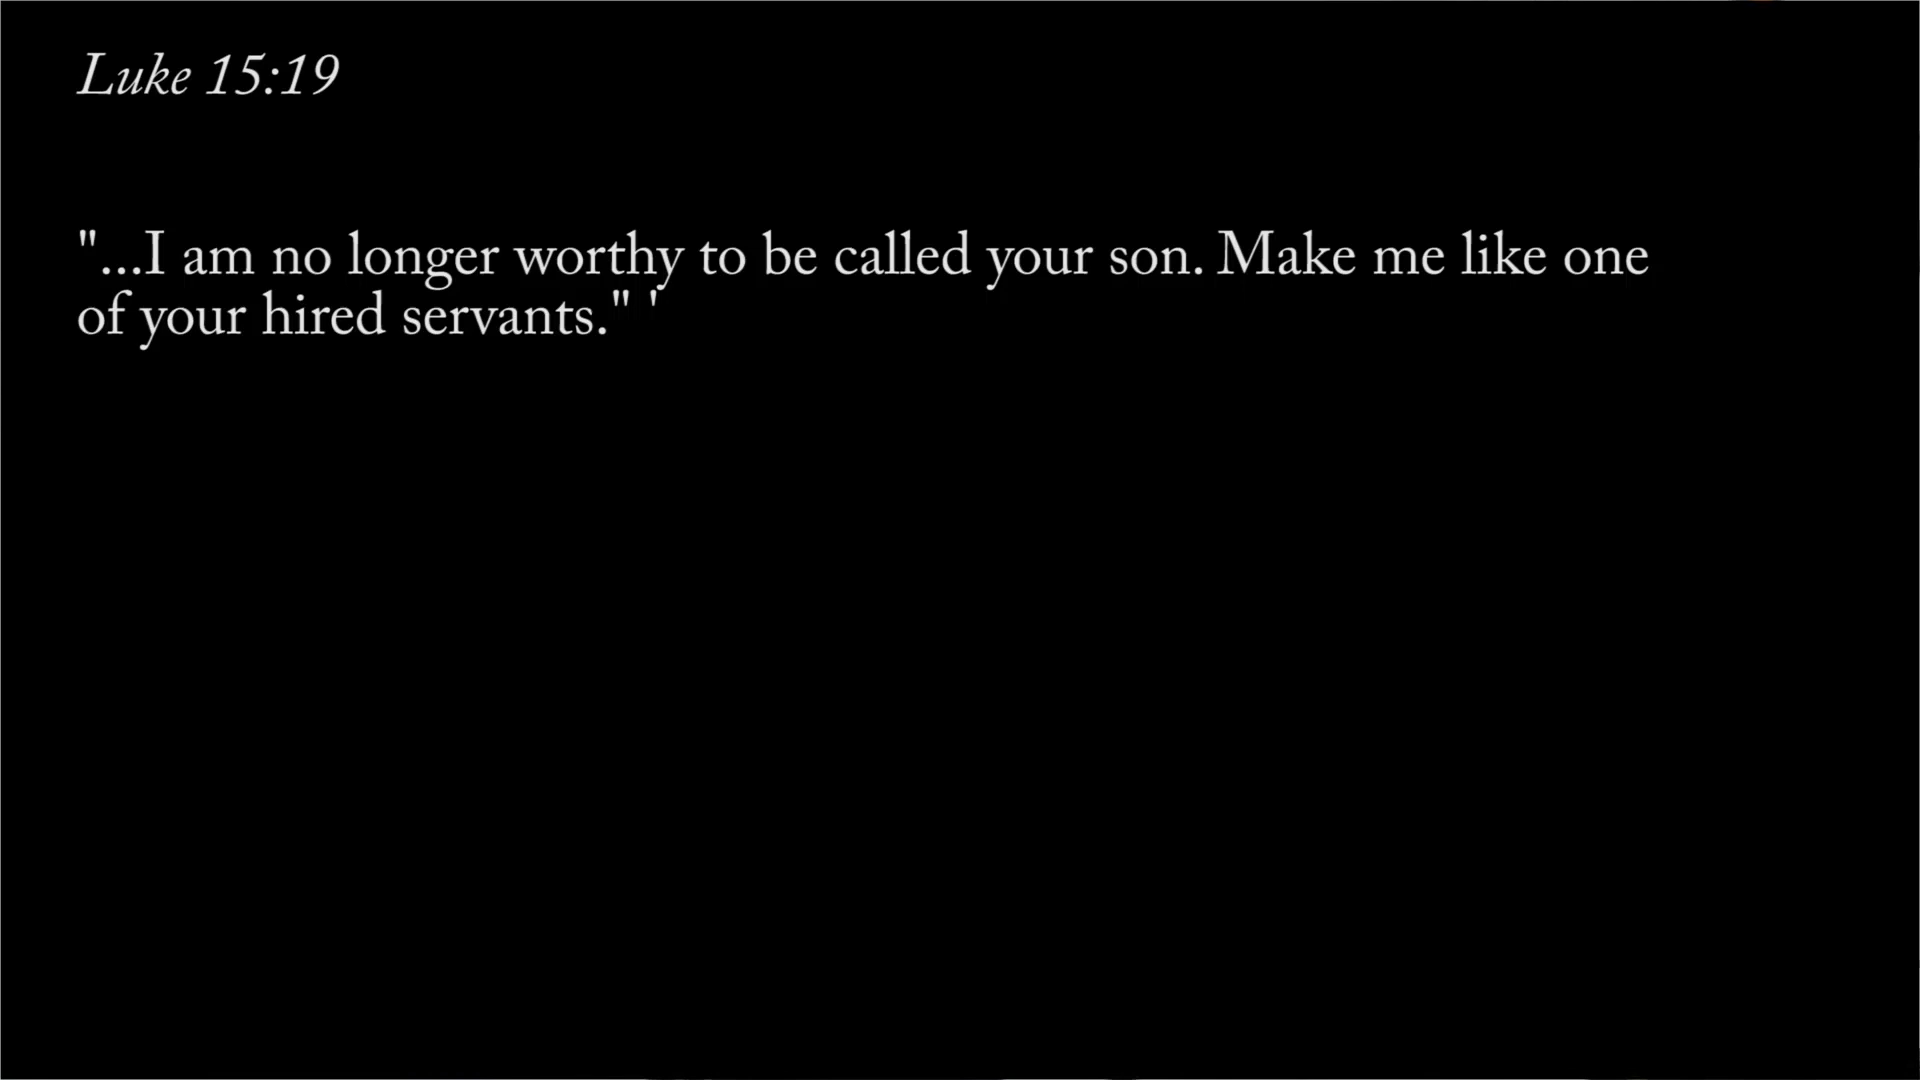 Luke 15:19
"...I am no longer worthy to be called your son. Make me like one
of your hired servants." '